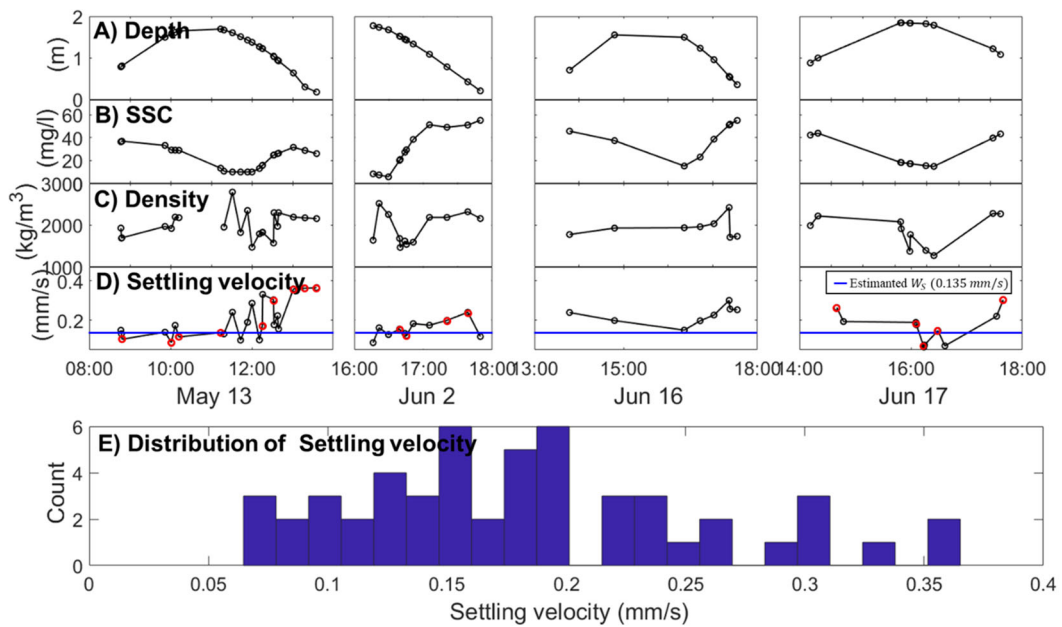 A) Depth
(m)
2
1
0
B) SSC
(mg/l)
60
40
20
C) Density
(kg/m³)
3000
2000
1000
D) Settling velocity
(mm/s)
0.4
0.2
Estimanted W_S (0.135 mm/s)
08:00 10:00 12:00 16:00 17:00 18:00 13:00 15:00 17:00 18:00 14:00 16:00 18:00
May 13 Jun 2 Jun 16 Jun 17
E) Distribution of Settling velocity
Count
6
4
2
0
0 0.05 0.1 0.15 0.2 0.25 0.3 0.35 0.4
Settling velocity (mm/s)